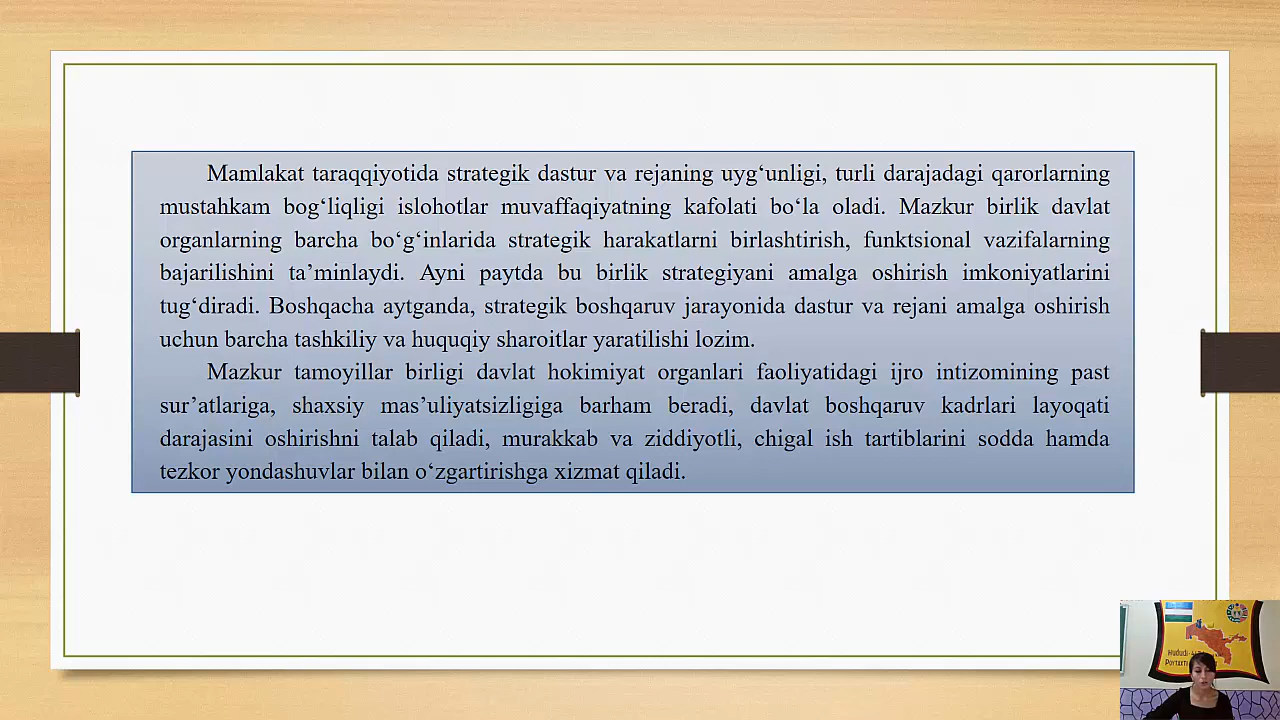 Mamlakat taraqqiyotida strategik dastur va rejaning uyg‘unligi, turli darajadagi qarorlarning
mustahkam bog‘liqligi islohotlar muvaffaqiyatning kafolati bo‘la oladi. Mazkur birlik davlat
organlarning barcha bo‘g‘inlarida strategik harakatlarni birlashtirish, funktsional vazifalarning
bajarilishini ta’minlaydi. Ayni paytda bu birlik strategiyani amalga oshirish imkoniyatlarini
tug‘diradi. Boshqacha aytganda, strategik boshqaruv jarayonida dastur va rejani amalga oshirish
uchun barcha tashkiliy va huquqiy sharoitlar yaratilishi lozim.
Mazkur tamoyillar birligi davlat hokimiyat organlari faoliyatidagi ijro intizomining past
sur’atlariga, shaxsiy mas’uliyatsizligiga barham beradi, davlat boshqaruv kadrlari layoqati
darajasini oshirishni talab qiladi, murakkab va ziddiyotli, chigal ish tartiblarini sodda hamda
tezkor yondashuvlar bilan o‘zgartirishga xizmat qiladi.